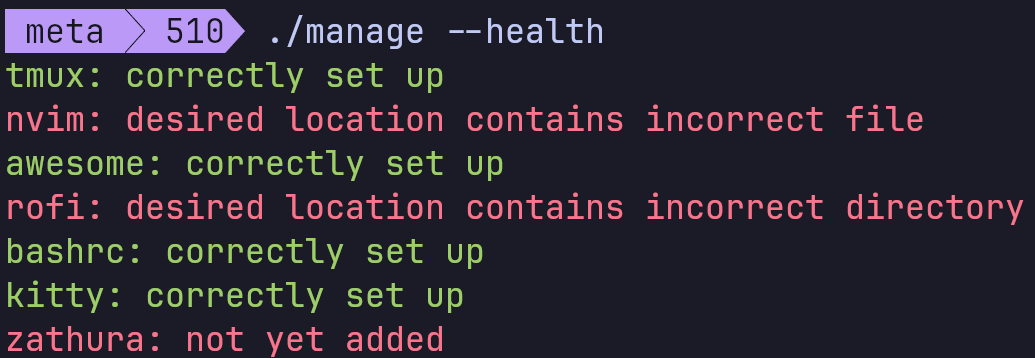 meta 510 ./manage --health
tmux: correctly set up
nvim: desired location contains incorrect file
awesome: correctly set up
rofi: desired location contains incorrect directory
bashrc: correctly set up
kitty: correctly set up
zathura: not yet added